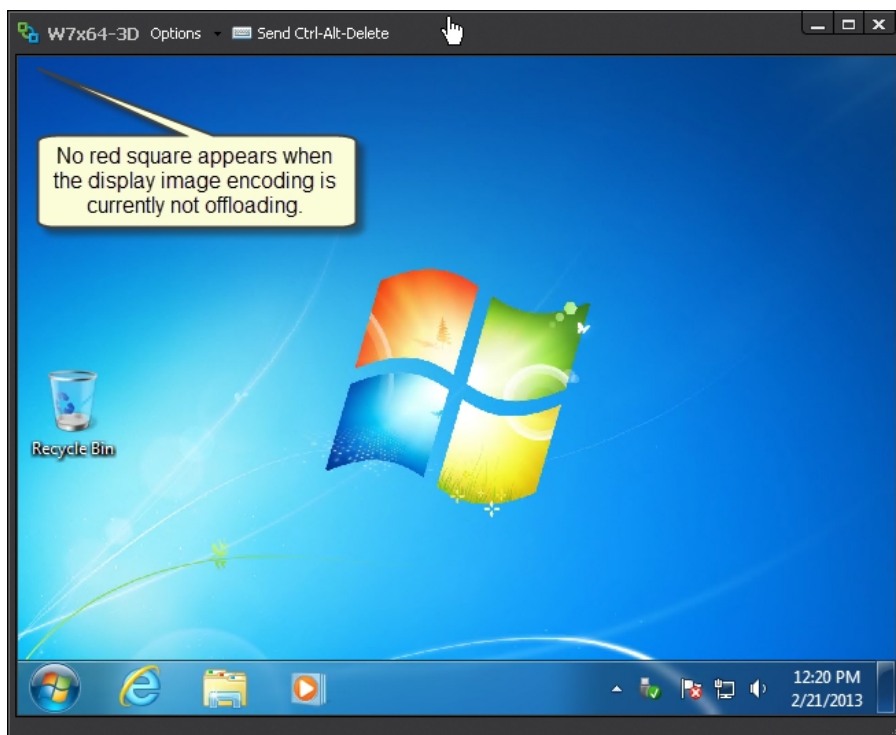 W7x64-3D Options Send Ctrl-Alt-Delete
No red square appears when
the display image encoding is
currently not offloading.
Recycle Bin
12:20 PM
2/21/2013